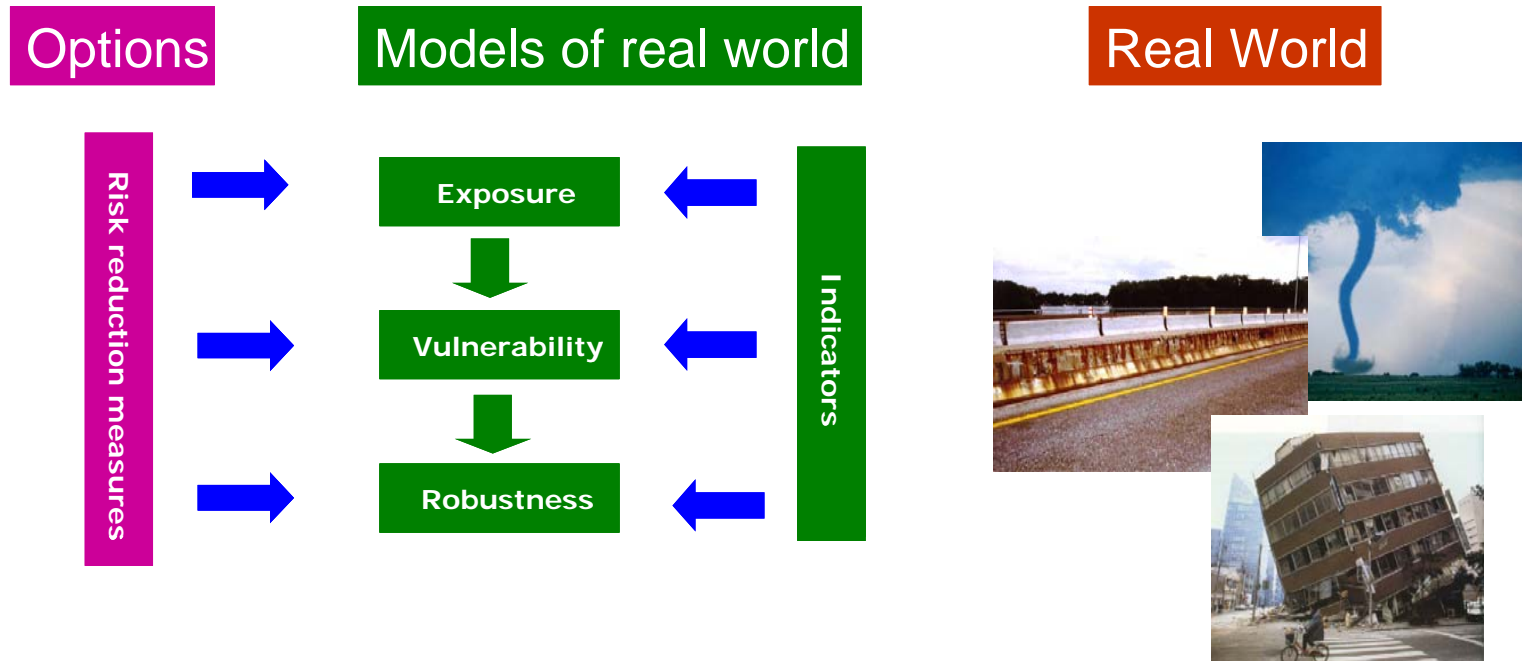 Options
Models of real world
Real World
Risk reduction measures
Exposure
Vulnerability
Robustness
Indicators